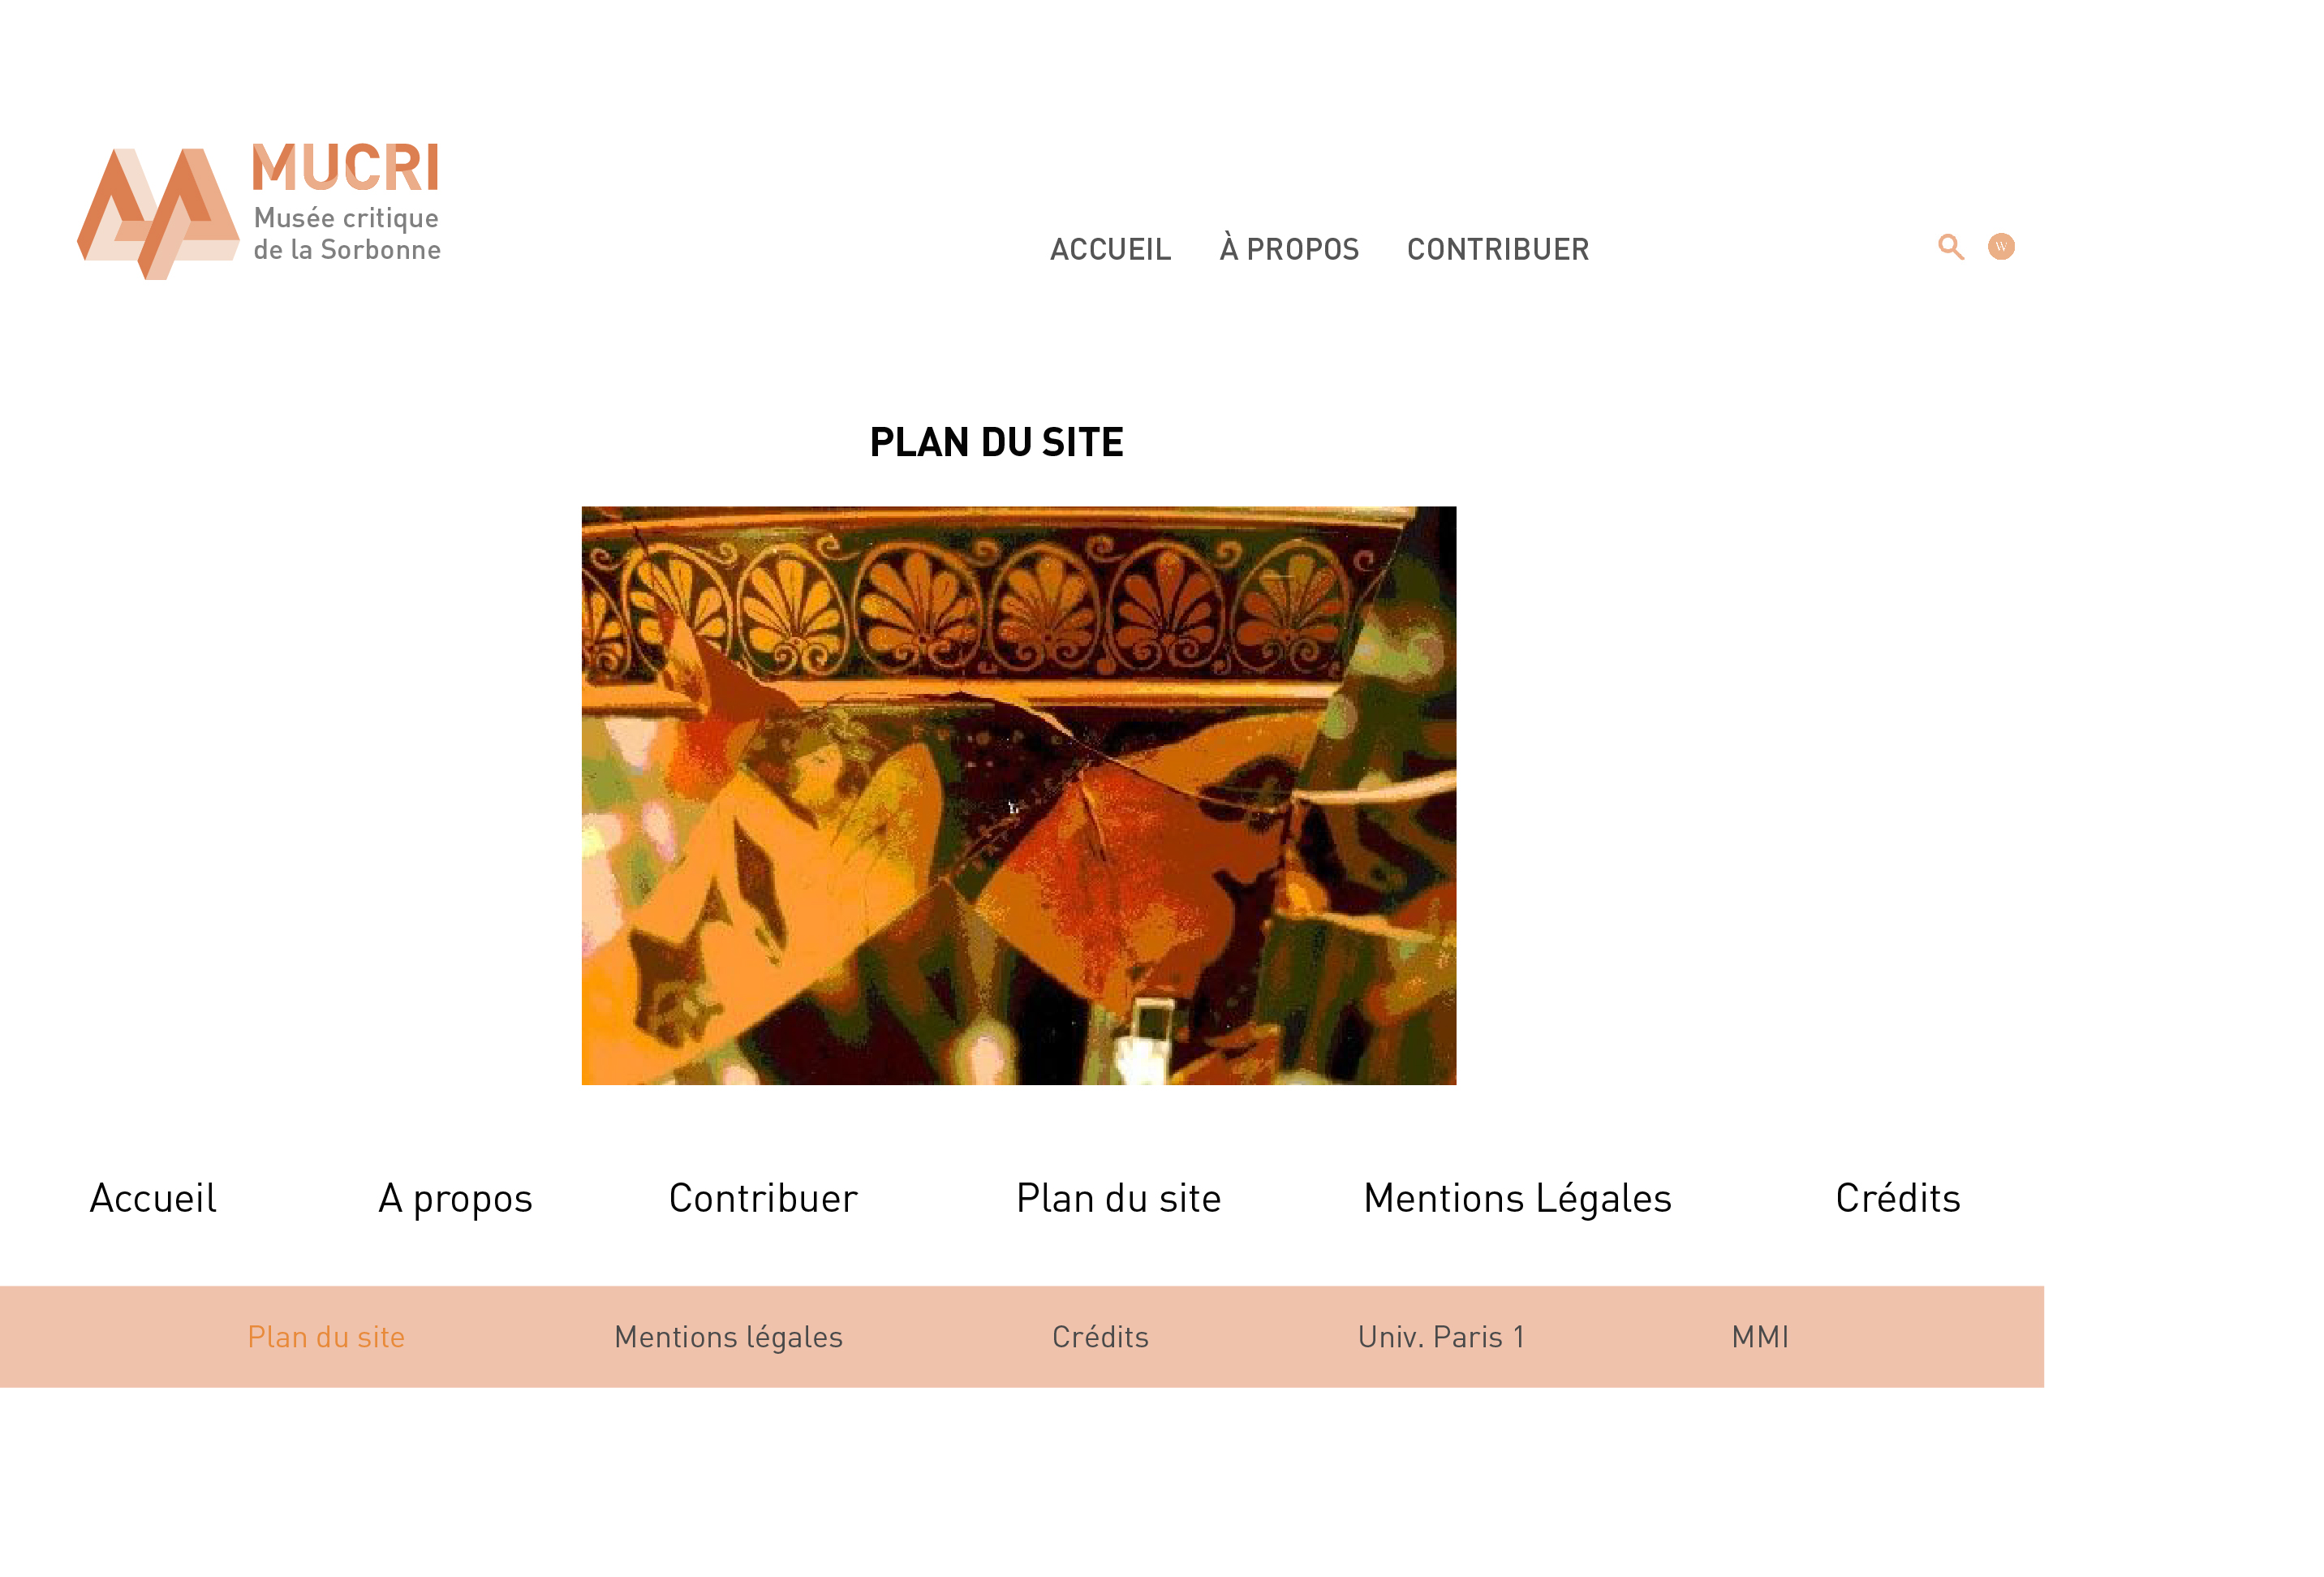 MUCRI
Musée critique
de la Sorbonne
ACCUEIL À PROPOS CONTRIBUER
W
PLAN DU SITE
Accueil A propos Contribuer Plan du site Mentions Légales Crédits
Plan du site Mentions légales Crédits Univ. Paris 1 MMI